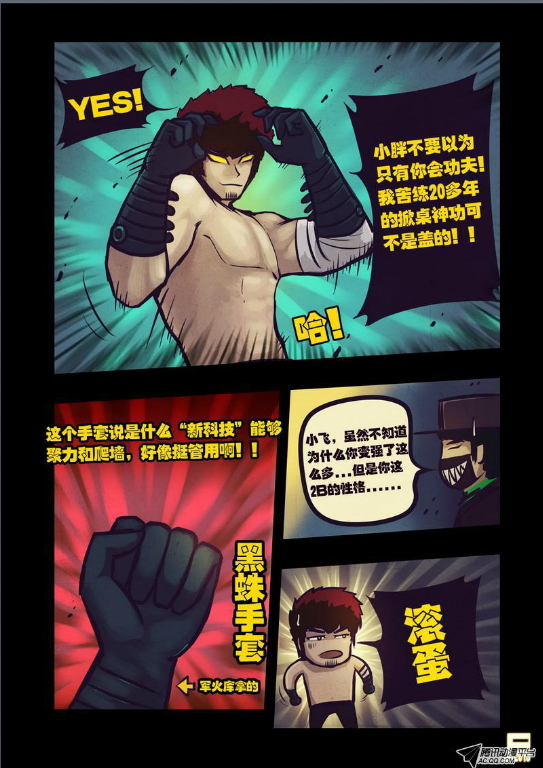 YES!
小胖不要以为
只有你会功夫!
我苦练20多年
的掀桌神功可
不是盖的！！
哈!
这个手套说是什么“新科技”能够
聚力和爬墙，好像挺管用啊！！
黑蛛手套
← 军火库拿的
小飞，虽然不知道
为什么你变强了这
么多...但是你这
2B的性格......
滚蛋
腾讯动漫平台
AC.QQ.COM